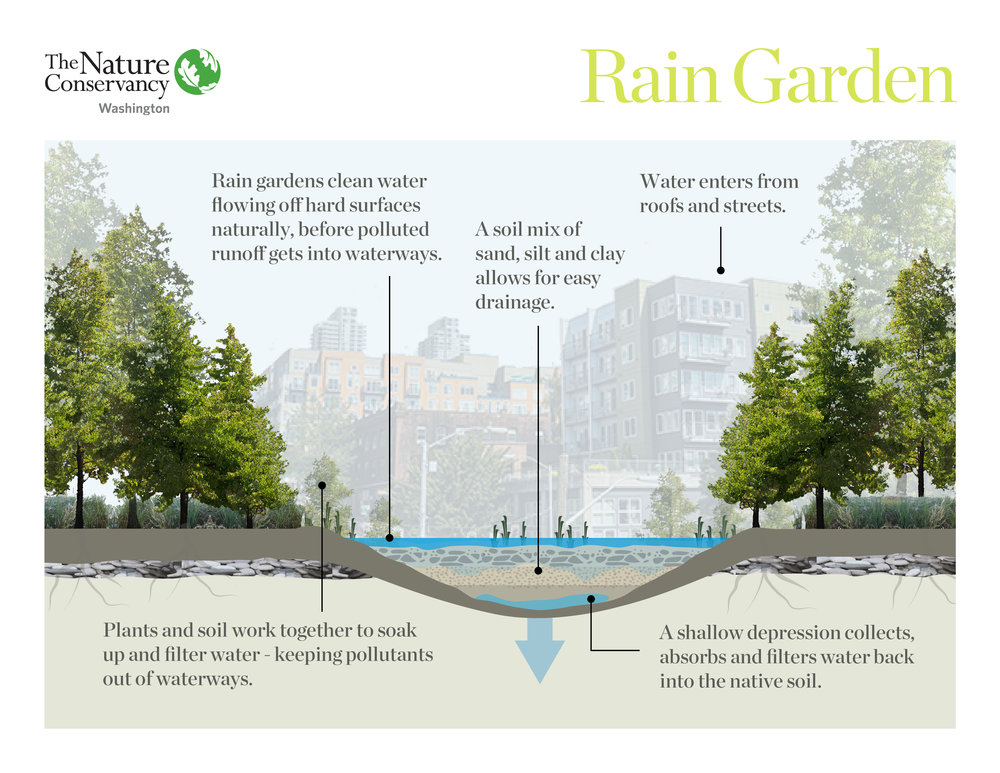 The Nature
Conservancy
Washington
Rain Garden
Rain gardens clean water
flowing off hard surfaces
naturally, before polluted
runoff gets into waterways.
A soil mix of
sand, silt and clay
allows for easy
drainage.
Water enters from
roofs and streets.
Plants and soil work together to soak
up and filter water - keeping pollutants
out of waterways.
A shallow depression collects,
absorbs and filters water back
into the native soil.